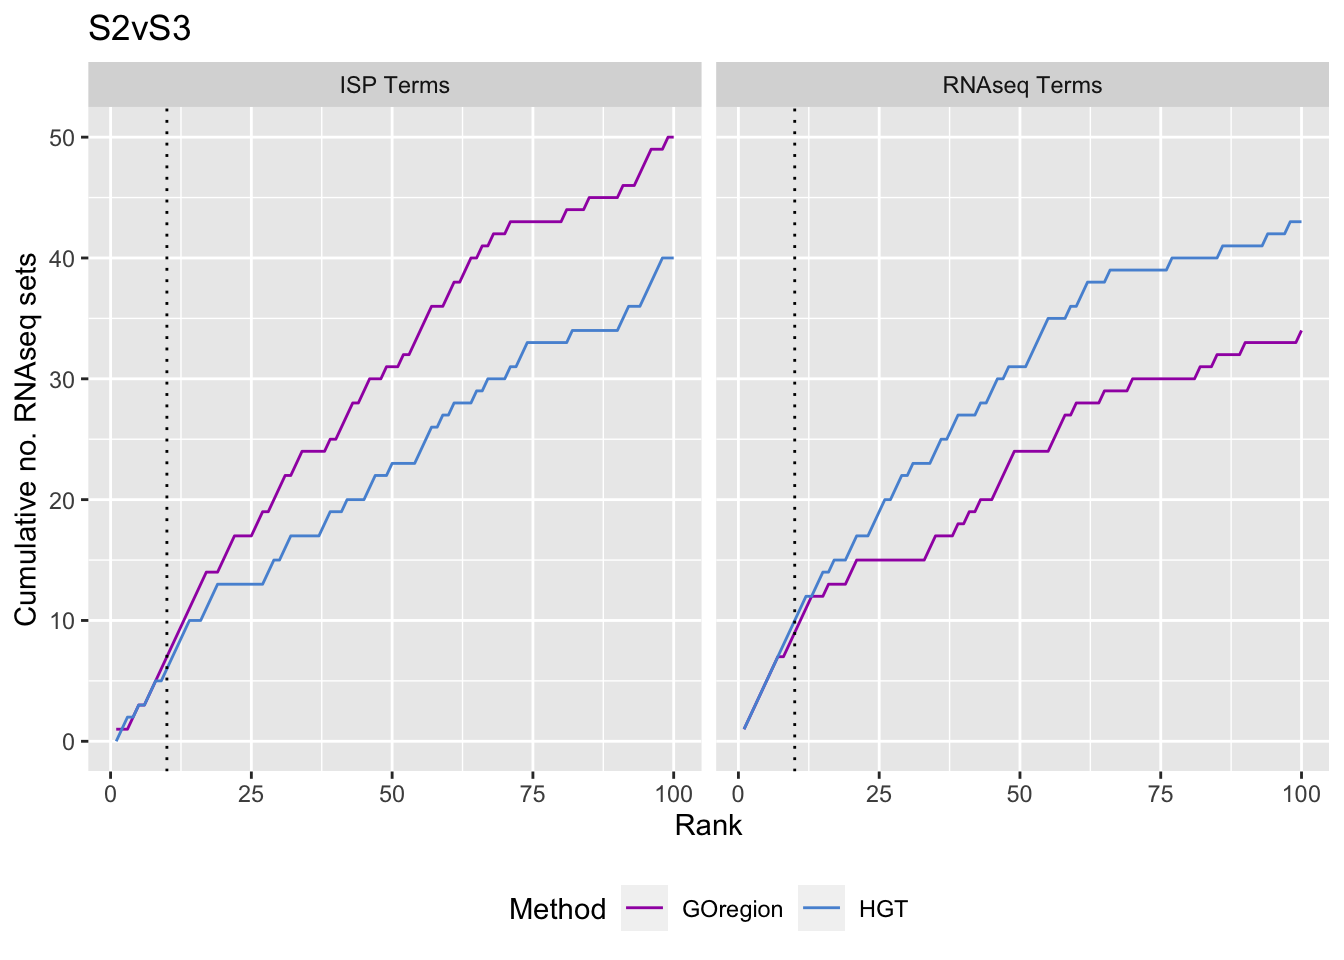 S2vS3
ISP Terms
RNAseq Terms
Cumulative no. RNAseq sets
50
40
30
20
10
0
0 25 50 75 100
0 25 50 75 100
Rank
Method GOregion HGT